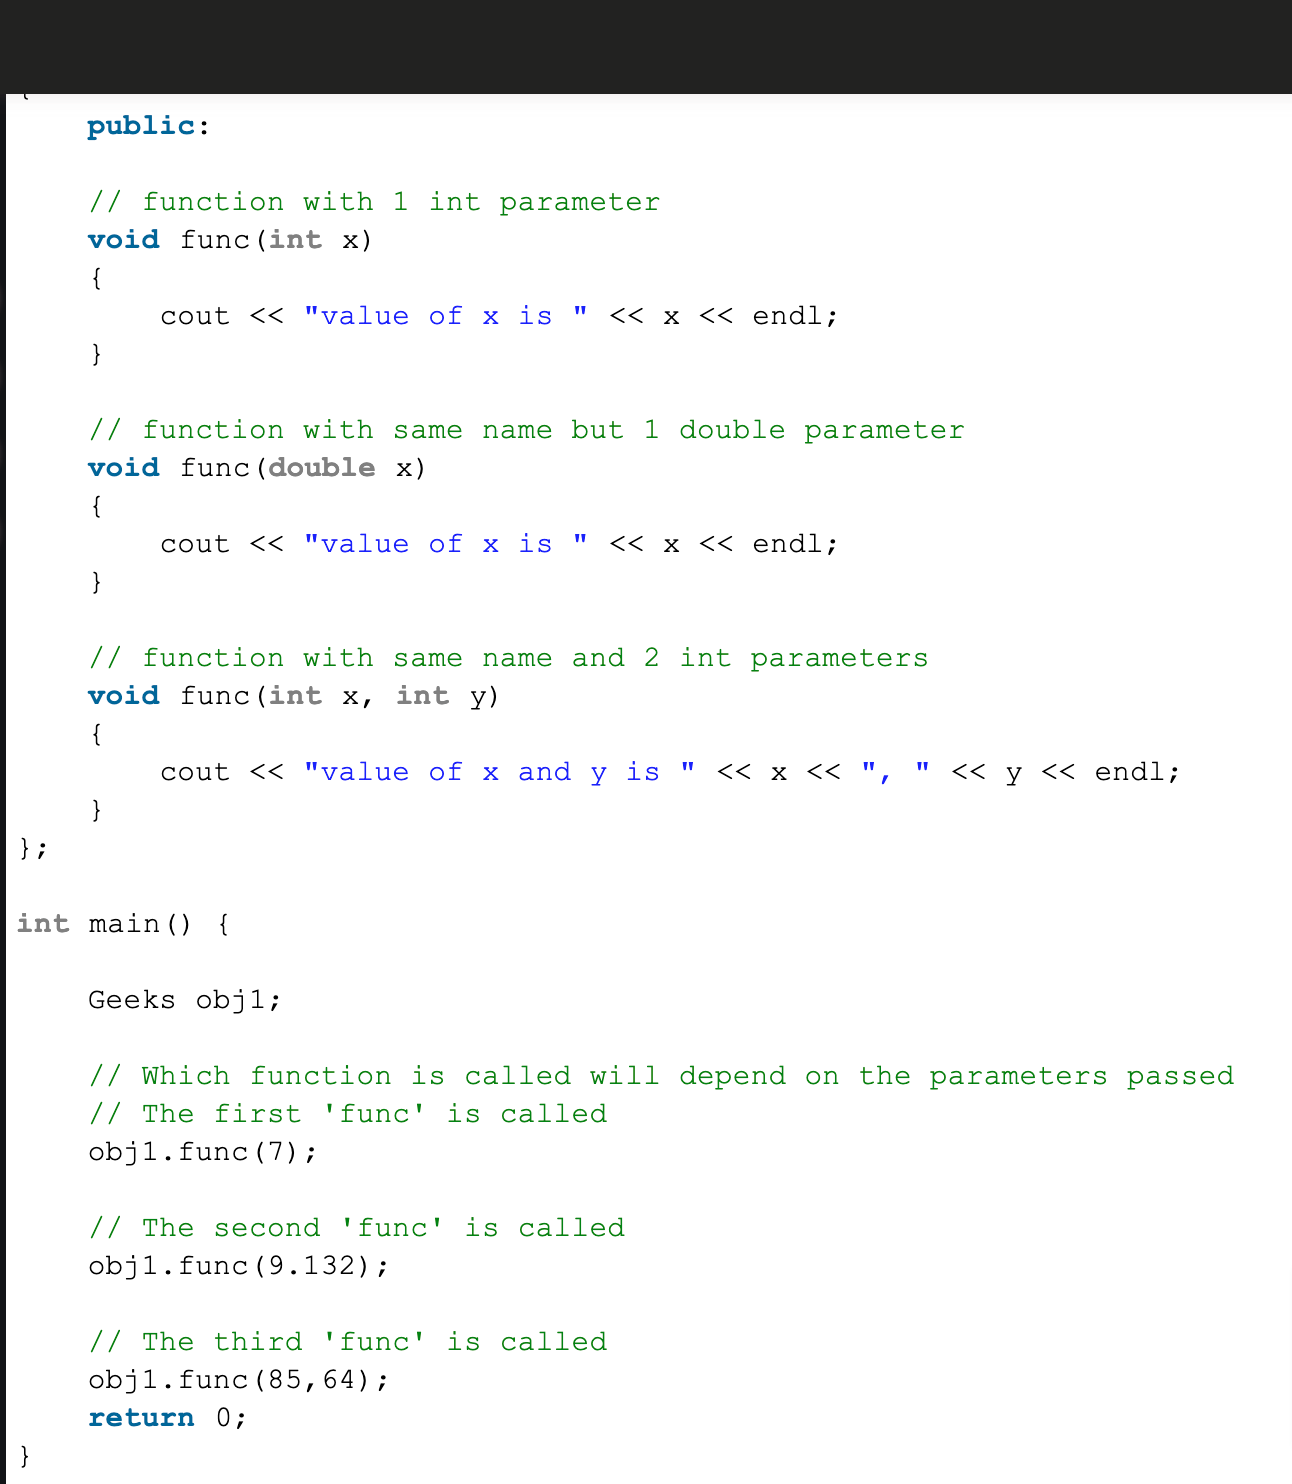 {
    public:

    // function with 1 int parameter
    void func(int x)
    {
        cout << "value of x is " << x << endl;
    }

    // function with same name but 1 double parameter
    void func(double x)
    {
        cout << "value of x is " << x << endl;
    }

    // function with same name and 2 int parameters
    void func(int x, int y)
    {
        cout << "value of x and y is " << x << ", " << y << endl;
    }
};

int main() {

    Geeks obj1;

    // Which function is called will depend on the parameters passed
    // The first 'func' is called
    obj1.func(7);

    // The second 'func' is called
    obj1.func(9.132);

    // The third 'func' is called
    obj1.func(85,64);
    return 0;
}